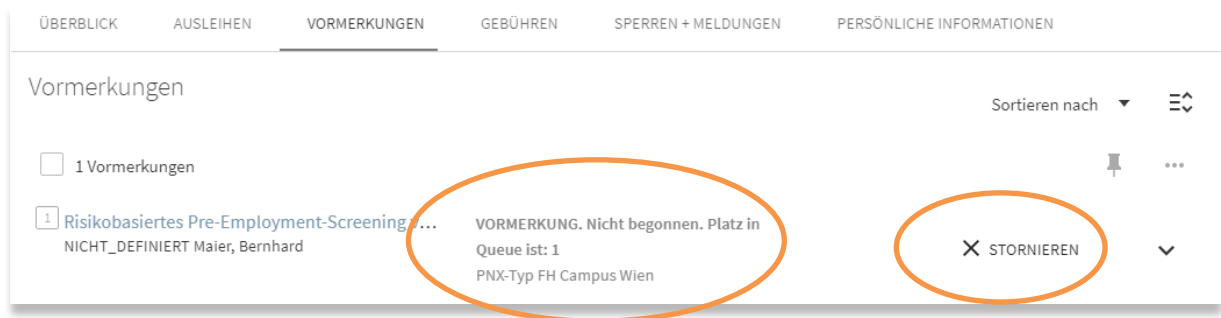 ÜBERBLICK AUSLEIHEN VORMERKUNGEN GEBÜHREN SPERREN + MELDUNGEN PERSÖNLICHE INFORMATIONEN
Vormerkungen
Sortieren nach
1 Vormerkungen
1 Risikobasiertes Pre-Employment-Screening v...
NICHT_DEFINIERT Maier, Bernhard
VORMERKUNG. Nicht begonnen. Platz in
Queue ist: 1
PNX-Typ FH Campus Wien
STORNIEREN